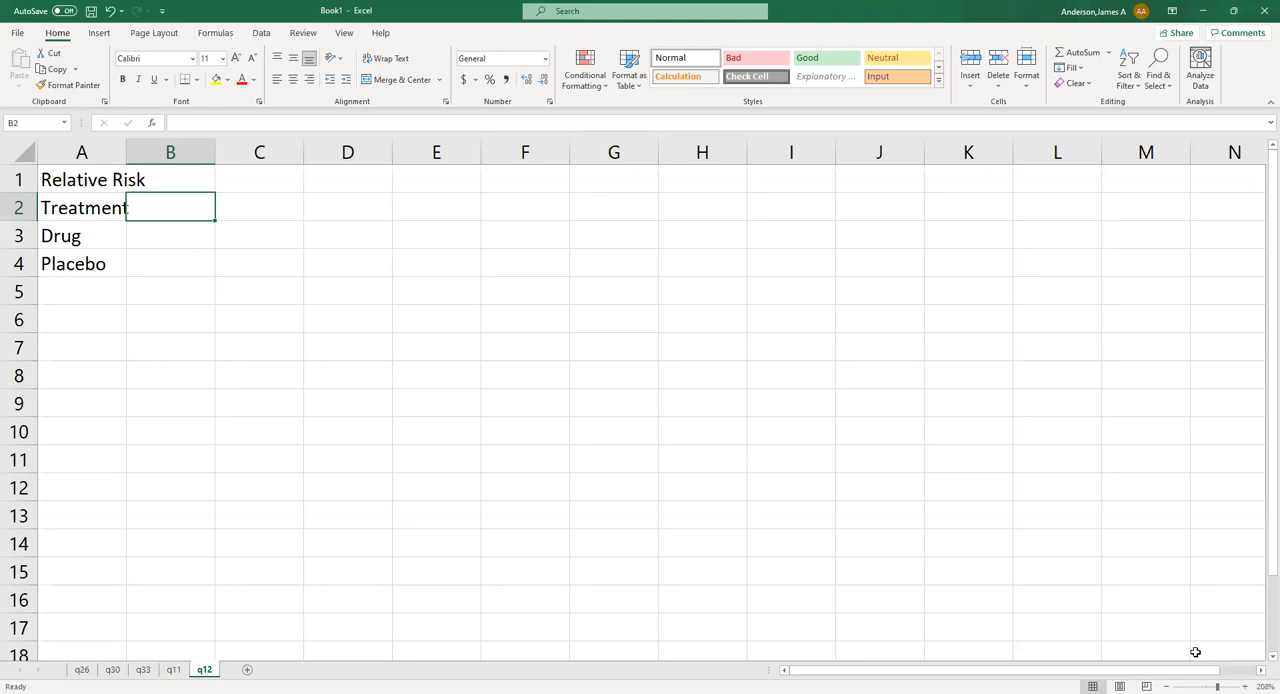 AutoSave Off Book1 - Excel Search Anderson,James A AA
File Home Insert Page Layout Formulas Data Review View Help Share Comments
Paste Cut Copy Format Painter Clipboard
Calibri 11 A A B I U A Font
Wrap Text Merge & Center Alignment
General $ % , Number
Conditional Formatting Format as Table
Normal Bad Good Neutral
Calculation Check Cell Explanatory ... Input
Styles
Insert Delete Format Cells
AutoSum Fill Clear Sort & Filter Find & Select Editing
Analyze Data Analysis
B2 fx
A B C D E F G H I J K L M N
1 Relative Risk
2 Treatment
3 Drug
4 Placebo
5
6
7
8
9
10
11
12
13
14
15
16
17
18
q26 q30 q33 q11 q12
Ready 208%